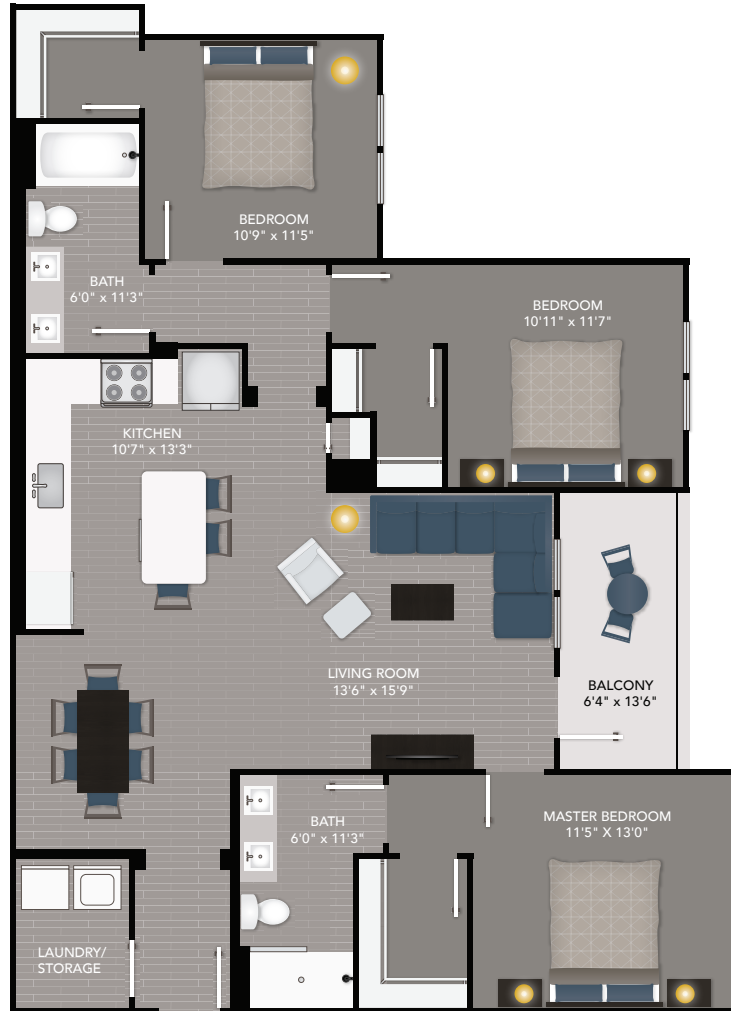 BEDROOM
10'9" x 11'5"
BATH
6'0" x 11'3"
BEDROOM
10'11" x 11'7"
KITCHEN
10'7" x 13'3"
LIVING ROOM
13'6" x 15'9"
BALCONY
6'4" x 13'6"
BATH
6'0" x 11'3"
MASTER BEDROOM
11'5" X 13'0"
LAUNDRY/
STORAGE